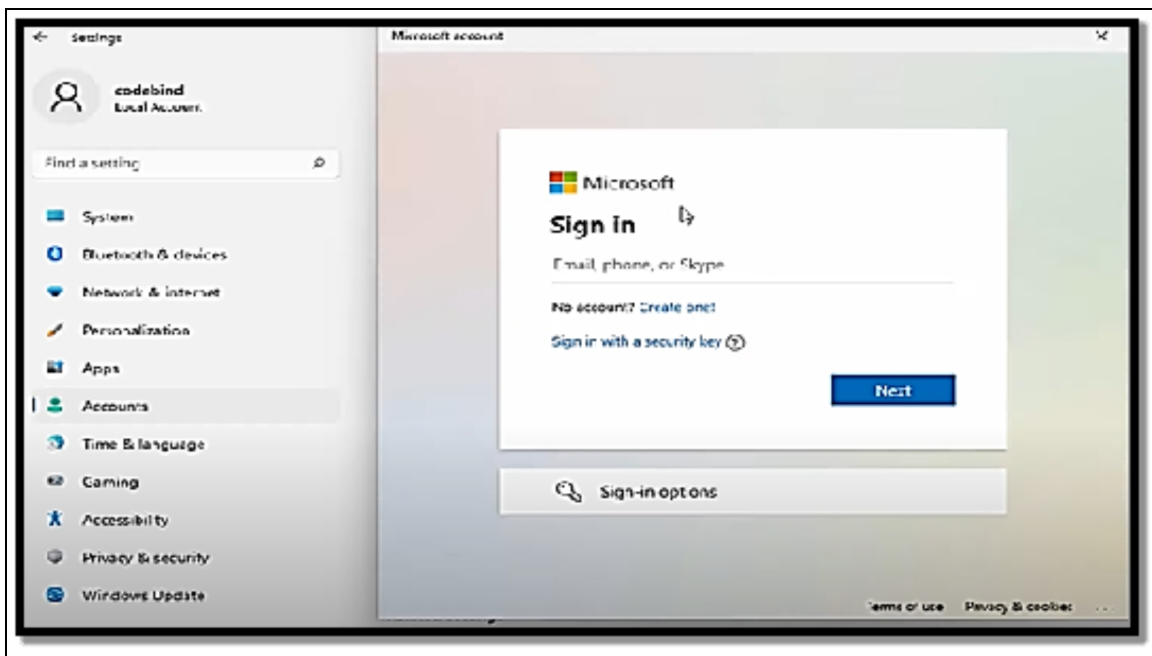 Settings
Microsoft account
codebind
Local Account
Find a setting
System
Bluetooth & devices
Network & internet
Personalization
Apps
Accounts
Time & language
Gaming
Accessibility
Privacy & security
Windows Update
Microsoft
Sign in
Email, phone, or Skype
No account? Create one!
Sign in with a security key
Next
Sign-in options
Terms of use
Privacy & cookies
...